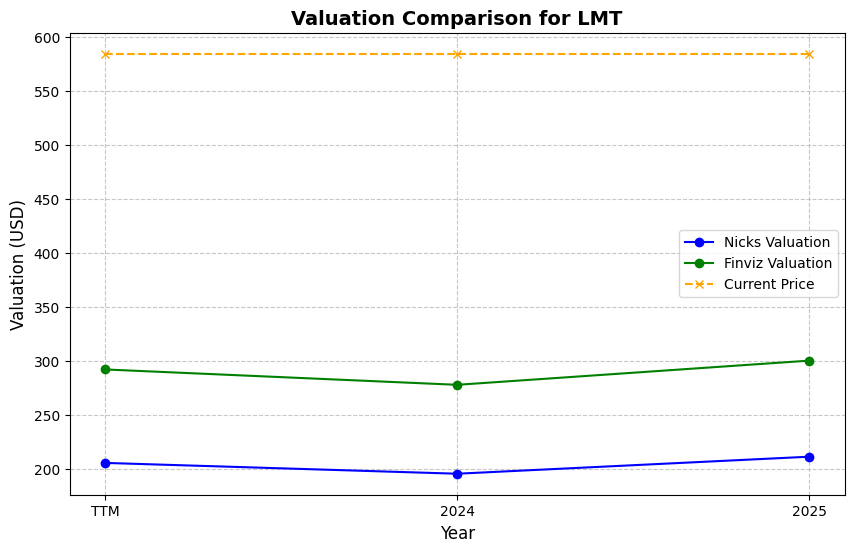 Valuation Comparison for LMT
Valuation (USD)
600
550
500
450
400
350
300
250
200
Nicks Valuation
Finviz Valuation
Current Price
TTM 2024 2025
Year